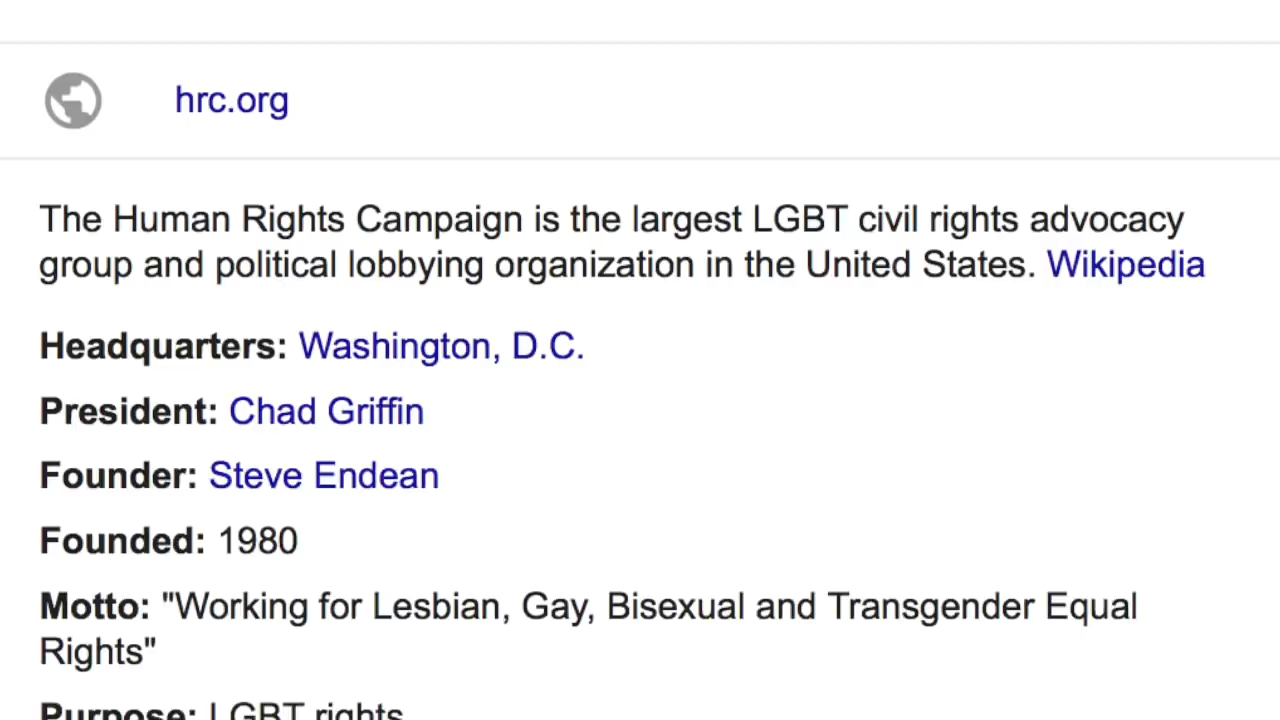 hrc.org
The Human Rights Campaign is the largest LGBT civil rights advocacy
group and political lobbying organization in the United States. Wikipedia
Headquarters: Washington, D.C.
President: Chad Griffin
Founder: Steve Endean
Founded: 1980
Motto: "Working for Lesbian, Gay, Bisexual and Transgender Equal
Rights"
Purpose: LGBT rights